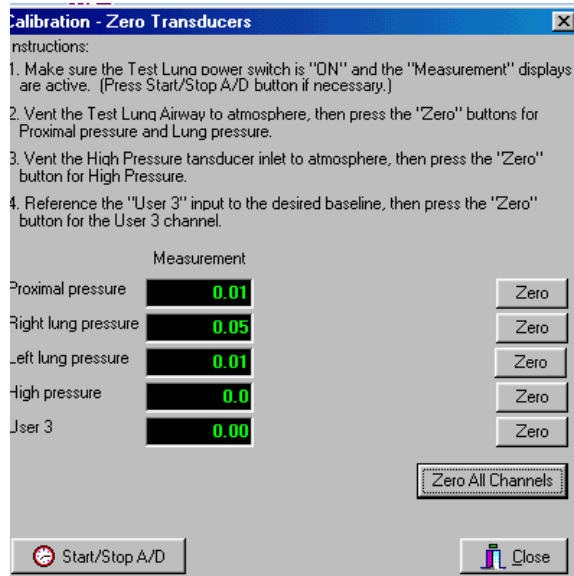 Calibration - Zero Transducers
nstructions:
1. Make sure the Test Lung power switch is "ON" and the "Measurement" displays
are active. (Press Start/Stop A/D button if necessary.)
2. Vent the Test Lung Airway to atmosphere, then press the "Zero" buttons for
Proximal pressure and Lung pressure.
3. Vent the High Pressure tansducer inlet to atmosphere, then press the "Zero"
button for High Pressure.
4. Reference the "User 3" input to the desired baseline, then press the "Zero"
button for the User 3 channel.
Measurement
Proximal pressure 0.01 Zero
Right lung pressure 0.05 Zero
Left lung pressure 0.01 Zero
High pressure 0.0 Zero
User 3 0.00 Zero
Zero All Channels
Start/Stop A/D Close